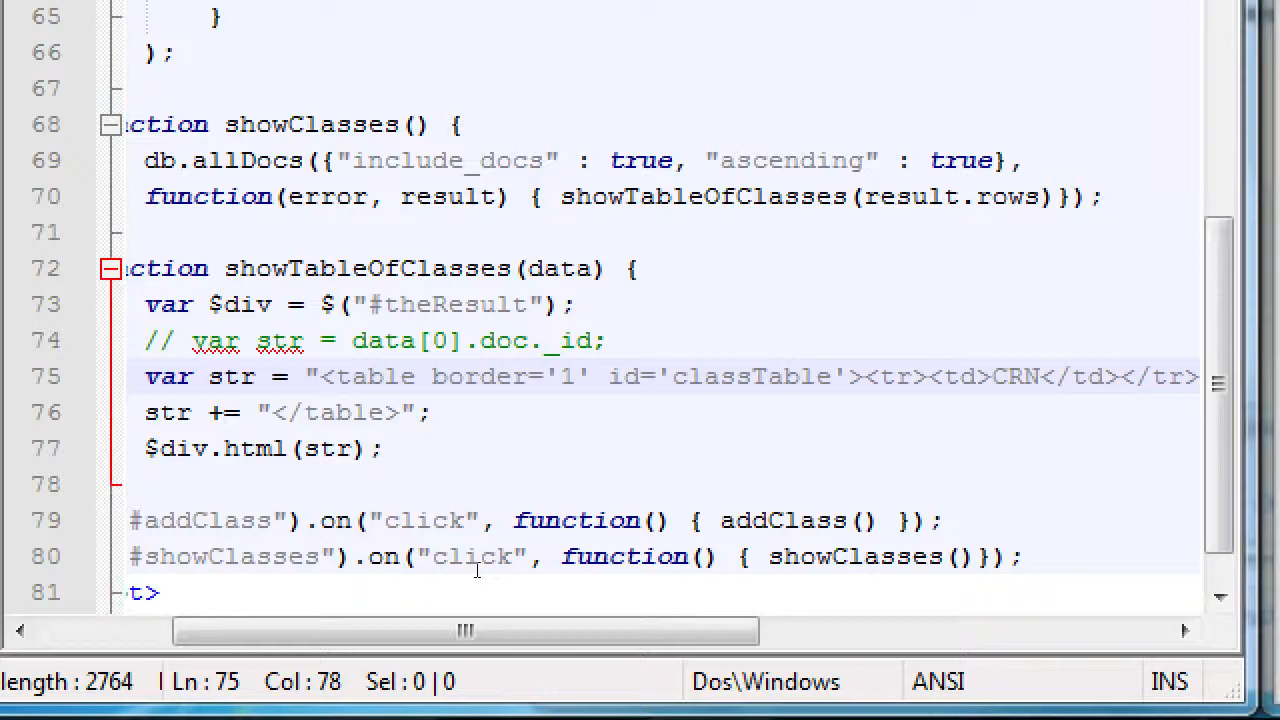 65 }
66 );
67
68 ction showClasses() {
69 db.allDocs({"include_docs" : true, "ascending" : true},
70 function(error, result) { showTableOfClasses(result.rows)});
71
72 ction showTableOfClasses(data) {
73 var $div = $("#theResult");
74 // var str = data[0].doc._id;
75 var str = "<table border='1' id='classTable'><tr><td>CRN</td></tr>
76 str += "</table>";
77 $div.html(str);
78
79 #addClass").on("click", function() { addClass() });
80 #showClasses").on("click", function() { showClasses()});
81 t>
length : 2764 Ln : 75 Col : 78 Sel : 0 | 0 Dos\Windows ANSI INS